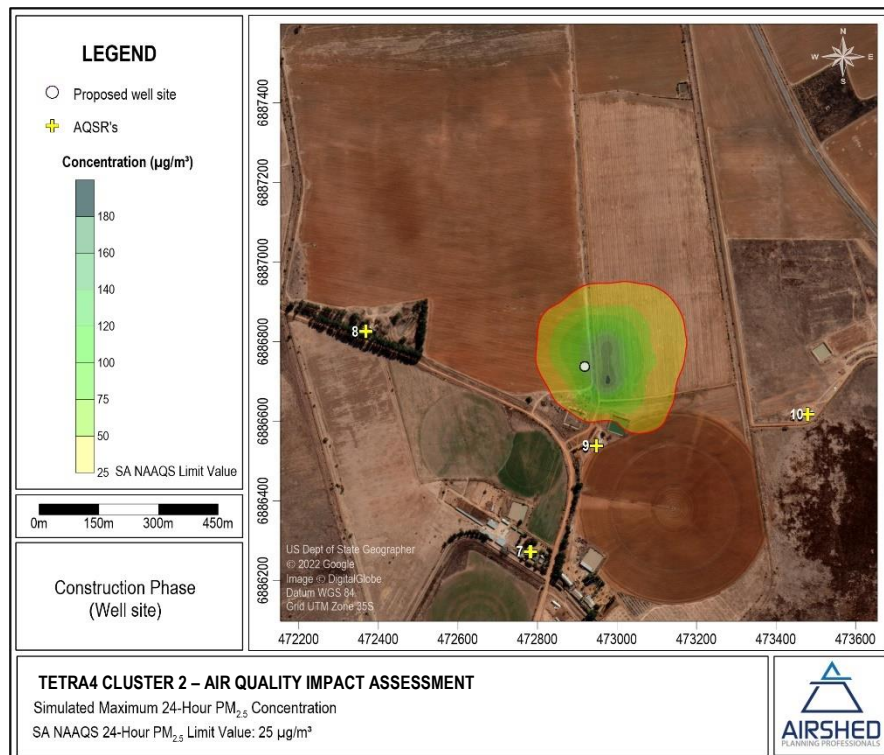 LEGEND
Proposed well site
AQSR's
Concentration (µg/m³)
180
160
140
120
100
75
50
25 SA NAAQS Limit Value
0m 150m 300m 450m
Construction Phase
(Well site)
N
W E
S
6887400
6887200
6887000
6886800
6886600
6886400
6886200
8
10
9
7
US Dept of State Geographer
© 2022 Google
Image © DigitalGlobe
Datum WGS 84
Grid UTM Zone 35S
472200 472400 472600 472800 473000 473200 473400 473600
TETRA4 CLUSTER 2 – AIR QUALITY IMPACT ASSESSMENT
Simulated Maximum 24-Hour PM2.5 Concentration
SA NAAQS 24-Hour PM2.5 Limit Value: 25 µg/m³
AIRSHED
PLANNING PROFESSIONALS